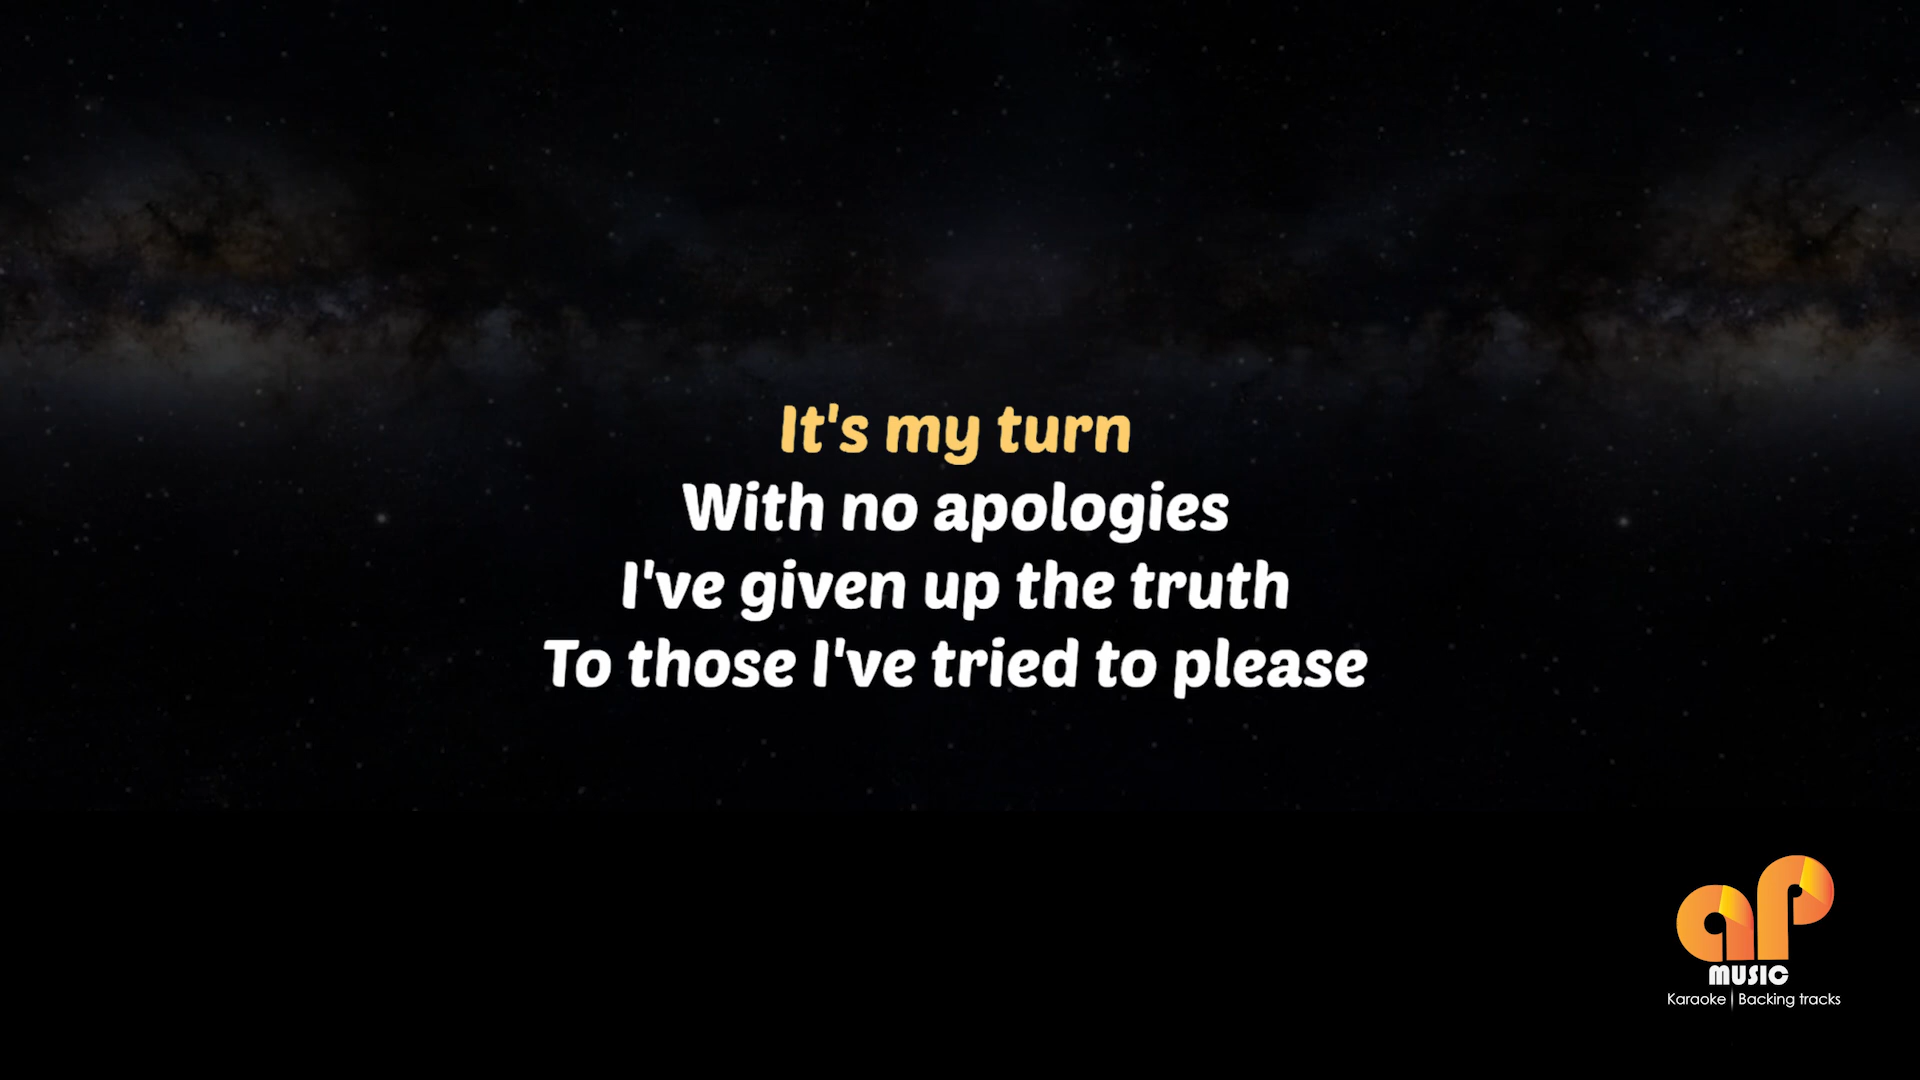 It's my turn
With no apologies
I've given up the truth
To those I've tried to please
ap
MUSIC
Karaoke | Backing tracks